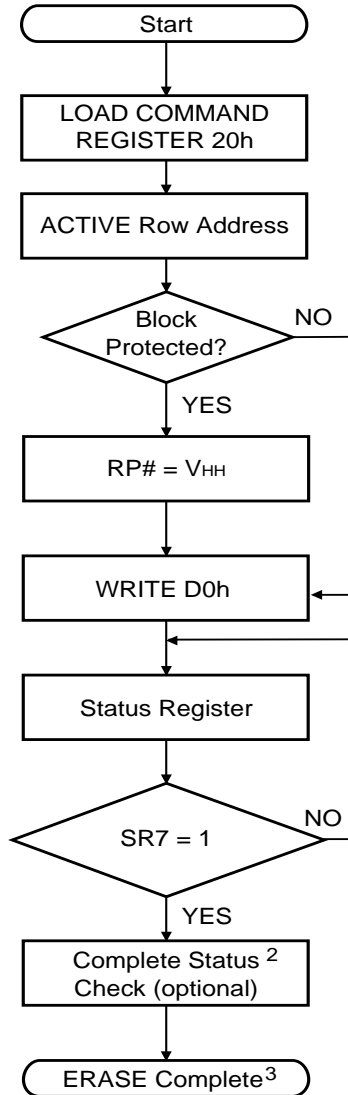 Start
LOAD COMMAND
REGISTER 20h
ACTIVE Row Address
Block
Protected?
NO
YES
RP# = VHH
WRITE D0h
Status Register
SR7 = 1
NO
YES
Complete Status 2
Check (optional)
ERASE Complete3